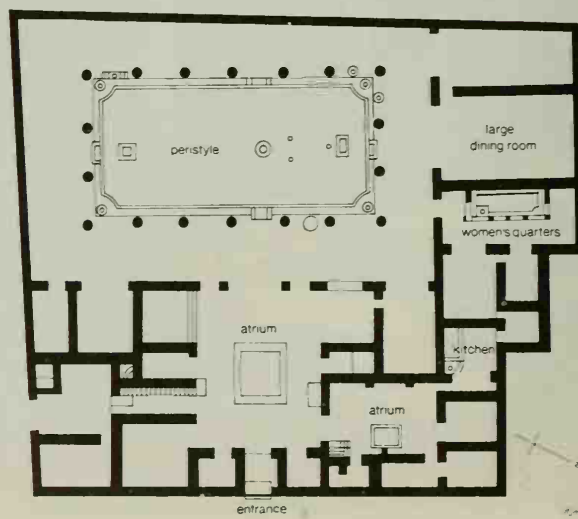 peristyle
large
dining room
women's quarters
atrium
kitchen
atrium
entrance